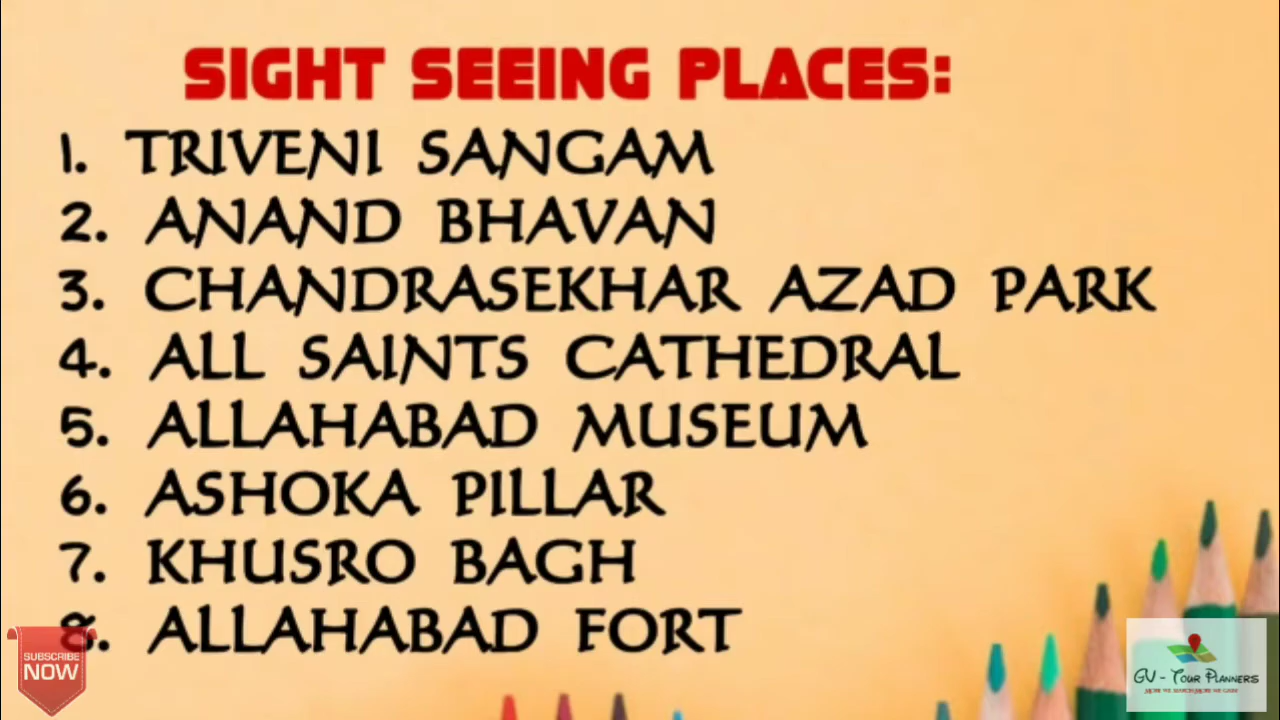 SIGHT SEEING PLACES:
1. TRIVENI SANGAM
2. ANAND BHAVAN
3. CHANDRASEKHAR AZAD PARK
4. ALL SAINTS CATHEDRAL
5. ALLAHABAD MUSEUM
6. ASHOKA PILLAR
7. KHUSRO BAGH
8. ALLAHABAD FORT
SUBSCRIBE
NOW
GV - TOUR PLANNERS